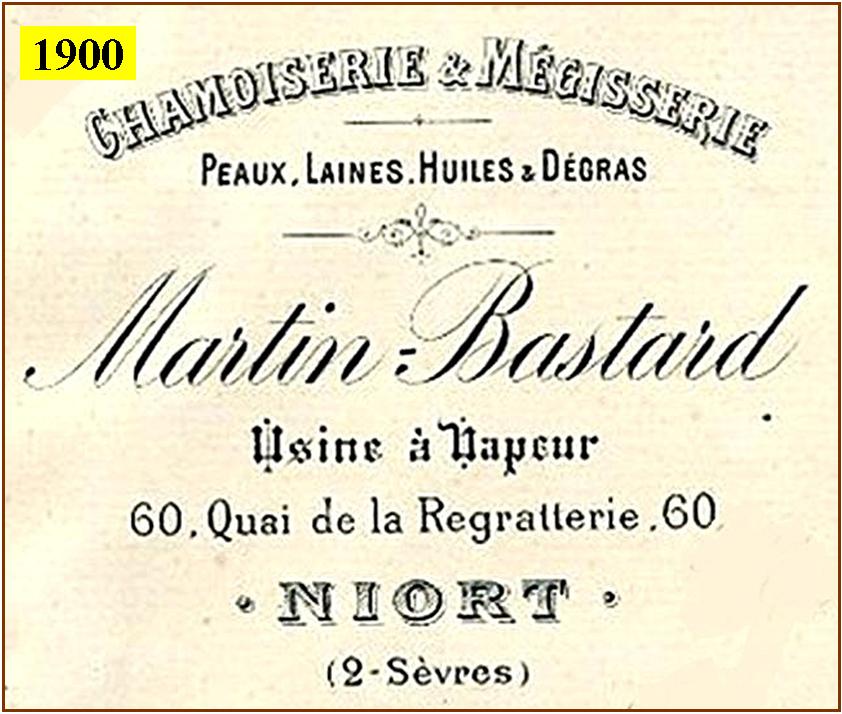 1900
CHAMOISERIE & MÉGISSERIE
PEAUX, LAINES. HUILES & DÉGRAS
Martin-Bastard
Usine à Vapeur
60, Quai de la Regratterie, 60
NIORT
(2-Sèvres)